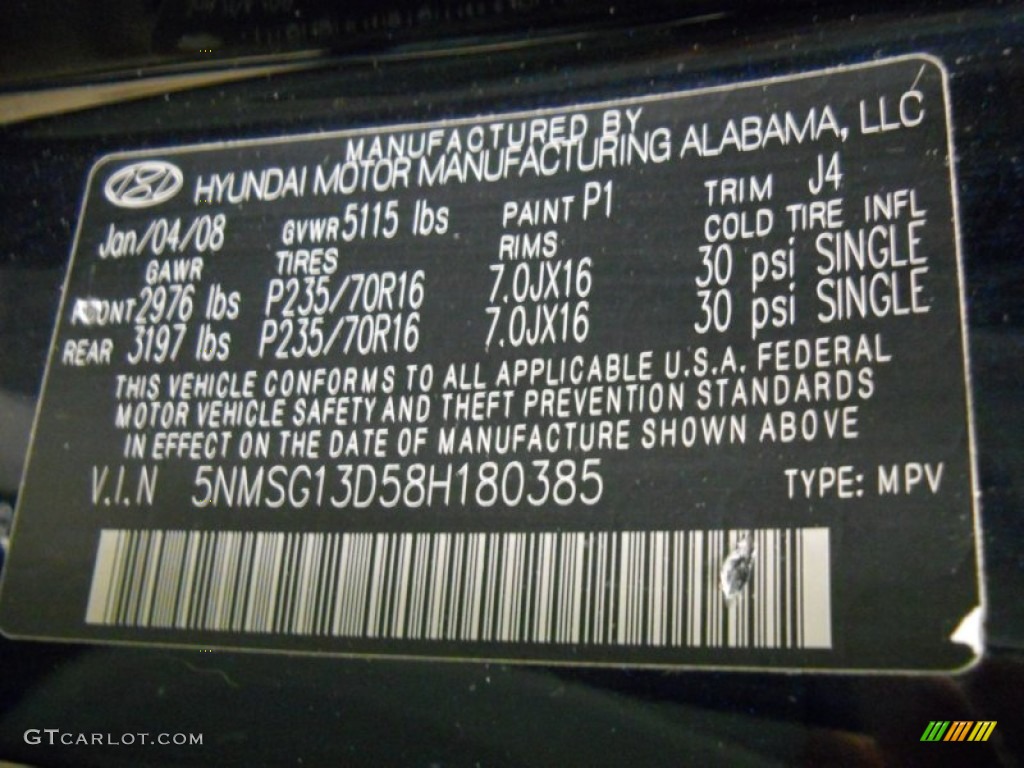 MANUFACTURED BY
HYUNDAI MOTOR MANUFACTURING ALABAMA, LLC
Jan/04/08 GVWR 5115 lbs PAINT P1 TRIM J4
GAWR TIRES RIMS COLD TIRE INFL
FRONT 2976 lbs P235/70R16 7.0JX16 30 psi SINGLE
REAR 3197 lbs P235/70R16 7.0JX16 30 psi SINGLE
THIS VEHICLE CONFORMS TO ALL APPLICABLE U.S.A. FEDERAL
MOTOR VEHICLE SAFETY AND THEFT PREVENTION STANDARDS
IN EFFECT ON THE DATE OF MANUFACTURE SHOWN ABOVE
V.I.N 5NMSG13D58H180385 TYPE: MPV
GTCARLOT.COM